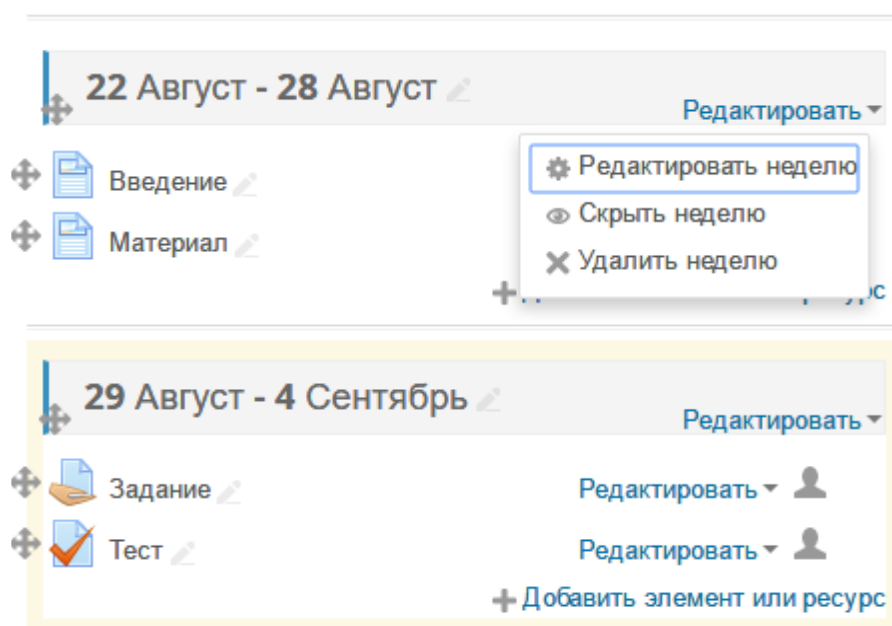 22 Август - 28 Август
Редактировать
Редактировать неделю
Введение
Скрыть неделю
Материал
Удалить неделю
29 Август - 4 Сентябрь
Редактировать
Задание
Редактировать
Тест
Редактировать
Добавить элемент или ресурс